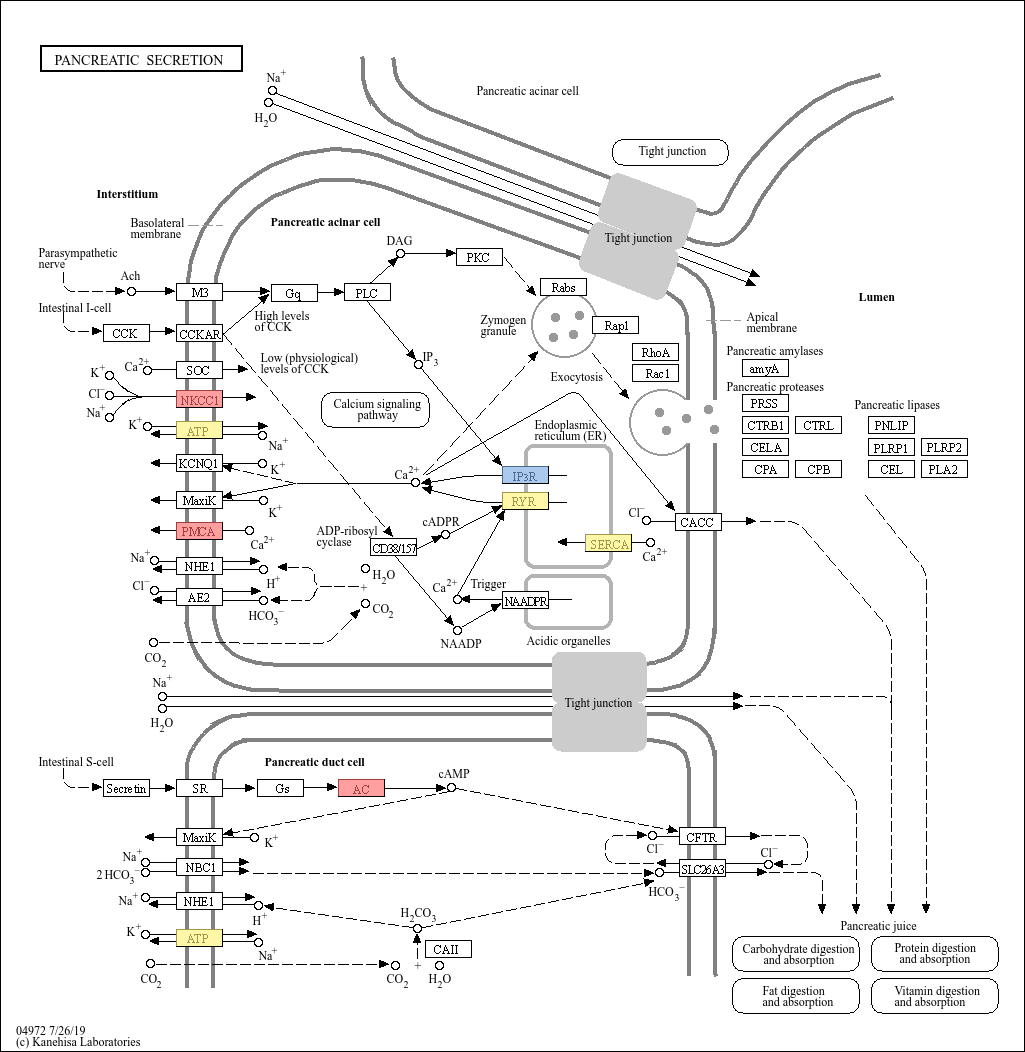 PANCREATIC SECRETION
Na+
H2O
Pancreatic acinar cell
Tight junction
Tight junction
Interstitium
Basolateral
membrane
Pancreatic acinar cell
Parasympathetic
nerve
Ach
M3
Gq
PLC
DAG
PKC
Rabs
Intestinal I-cell
High levels
of CCK
CCK
CCKAR
Zymogen
granule
Rap1
Lumen
Apical
membrane
Low (physiological)
levels of CCK
IP3
RhoA
Rac1
Exocytosis
Ca2+
SOC
K+
Cl−
Na+
NKCC1
Calcium signaling
pathway
Pancreatic amylases
amyA
Pancreatic proteases
PRSS
CTRB1
CTRL
CELA
CPA
CPB
Pancreatic lipases
PNLIP
PLRP1
PLRP2
CEL
PLA2
K+
ATP
Na+
Endoplasmic
reticulum (ER)
KCNQ1
K+
Ca2+
IP3R
RYR
MaxiK
K+
PMCA
Ca2+
ADP-ribosyl
cyclase
cADPR
CD38/157
SERCA
Ca2+
Cl−
CACC
Na+
NHE1
H+
H2O
+
CO2
Cl−
AE2
HCO3−
Ca2+
Trigger
NAADPR
NAADP
Acidic organelles
CO2
Na+
H2O
Tight junction
Intestinal S-cell
Pancreatic duct cell
Secretin
SR
Gs
AC
cAMP
MaxiK
K+
CFTR
Cl−
Cl−
Na+
2 HCO3−
NBC1
SLC26A3
HCO3−
Na+
NHE1
H+
H2CO3
K+
ATP
Na+
CAII
CO2
CO2
+
H2O
Pancreatic juice
Carbohydrate digestion
and absorption
Protein digestion
and absorption
Fat digestion
and absorption
Vitamin digestion
and absorption
04972 7/26/19
(c) Kanehisa Laboratories